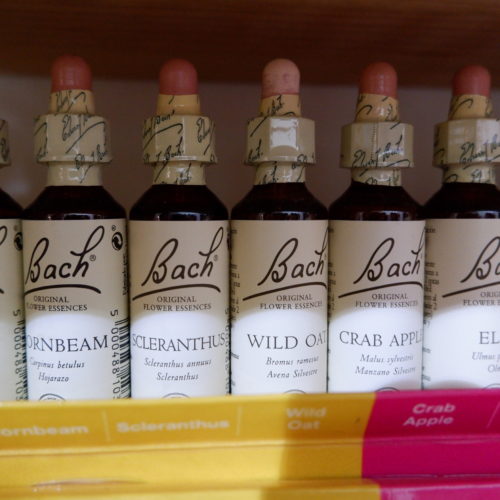 Bach®
ORIGINAL
FLOWER ESSENCES
ORNBEAM
Carpinus betulus
Hojarazo
Bach®
ORIGINAL
FLOWER ESSENCES
SCLERANTHUS
Scleranthus annuus
Scleranthus
Bach®
ORIGINAL
FLOWER ESSENCES
WILD OAT
Bromus ramosus
Avena Silvestre
Bach®
ORIGINAL
FLOWER ESSENCES
CRAB APPLE
Malus sylvestris
Manzano Silvestre
Bach
ORIGINAL
FLOWER ESSENCES
EL
Ulmus
ornbeam
Scleranthus
Wild
Oat
Crab
Apple